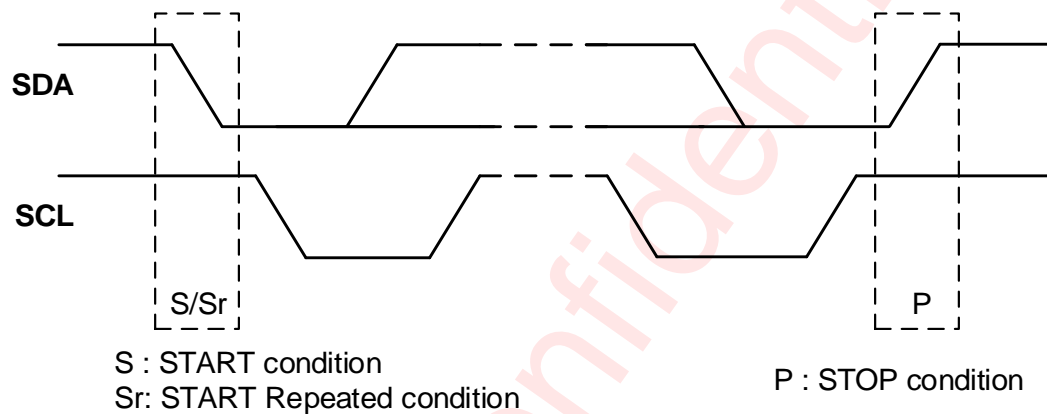 SDA
SCL
S/Sr
P
S : START condition
Sr: START Repeated condition
P : STOP condition